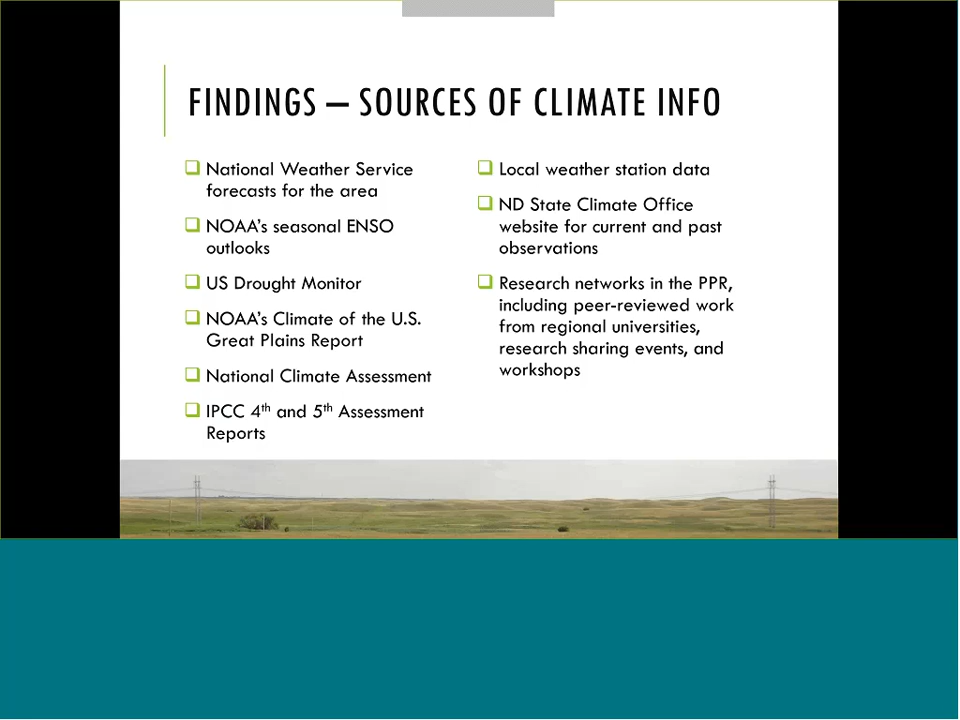 FINDINGS – SOURCES OF CLIMATE INFO
National Weather Service
forecasts for the area
NOAA's seasonal ENSO
outlooks
US Drought Monitor
NOAA's Climate of the U.S.
Great Plains Report
National Climate Assessment
IPCC 4th and 5th Assessment
Reports
Local weather station data
ND State Climate Office
website for current and past
observations
Research networks in the PPR,
including peer-reviewed work
from regional universities,
research sharing events, and
workshops